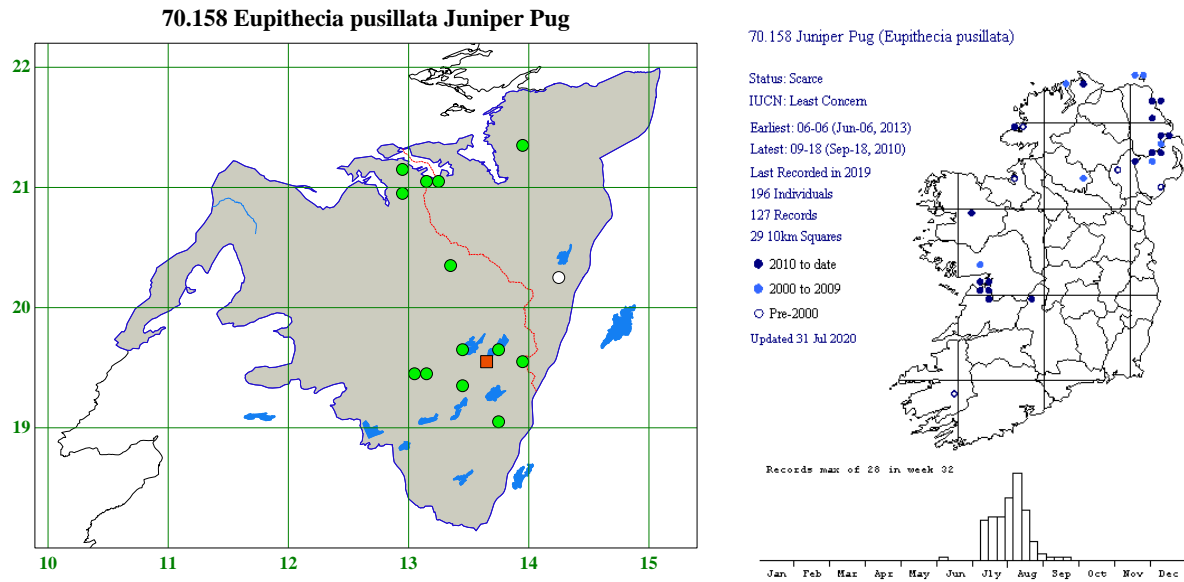 70.158 Eupithecia pusillata Juniper Pug
22
21
20
19
10 11 12 13 14 15
70.158 Juniper Pug (Eupithecia pusillata)
Status: Scarce
IUCN: Least Concern
Earliest: 06-06 (Jun-06, 2013)
Latest: 09-18 (Sep-18, 2010)
Last Recorded in 2019
196 Individuals
127 Records
29 10km Squares
2010 to date
2000 to 2009
Pre-2000
Updated 31 Jul 2020
Records max of 28 in week 32
Jan Feb Mar Apr May Jun Jly Aug Sep Oct Nov Dec